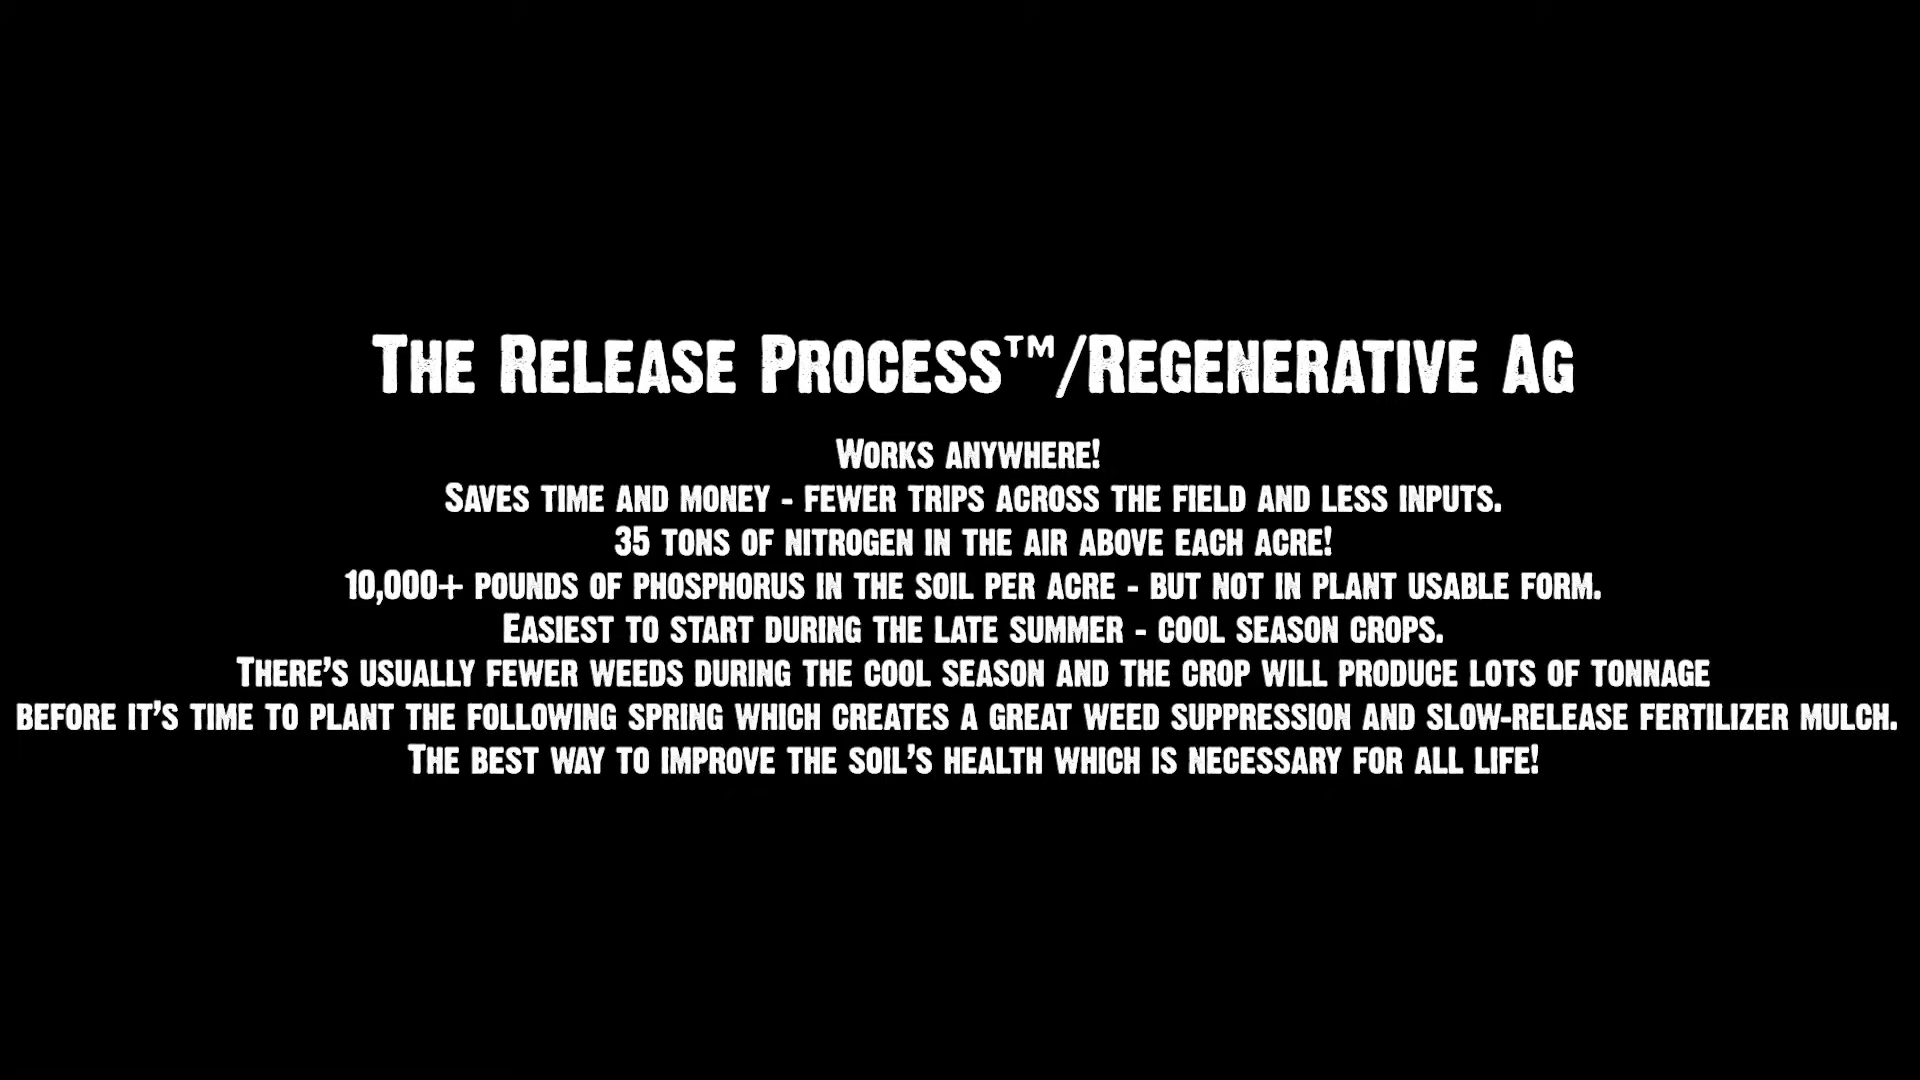 The Release Process™/Regenerative Ag
Works anywhere!
Saves time and money - fewer trips across the field and less inputs.
35 tons of nitrogen in the air above each acre!
10,000+ pounds of phosphorus in the soil per acre - but not in plant usable form.
Easiest to start during the late summer - cool season crops.
There's usually fewer weeds during the cool season and the crop will produce lots of tonnage
before it's time to plant the following spring which creates a great weed suppression and slow-release fertilizer mulch.
The best way to improve the soil's health which is necessary for all life!